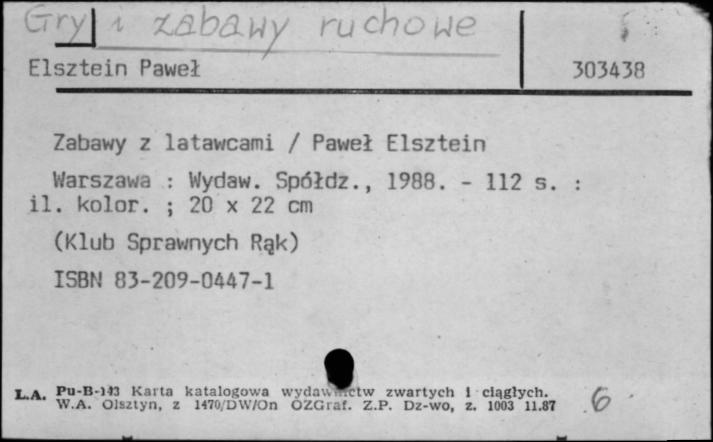 Gry i zabawy ruchowe
Elsztein Paweł 303438
Zabawy z latawcami / Paweł Elsztein
Warszawa : Wydaw. Spółdz., 1988. - 112 s. :
il. kolor. ; 20 x 22 cm
(Klub Sprawnych Rąk)
ISBN 83-209-0447-1
L.A. Pu-B-143 Karta katalogowa wydawnictw zwartych i ciągłych.
W.A. Olsztyn, z 1470/DW/On OZGraf. Z.P. Dz-wo, z. 1003 11.87 6